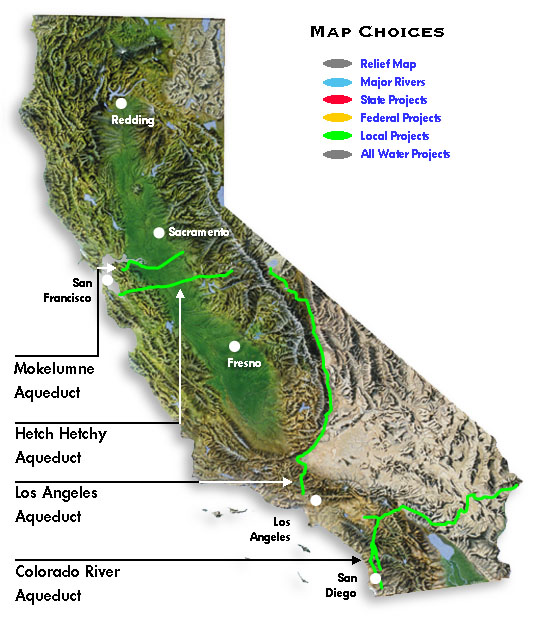 MAP CHOICES
Relief Map
Major Rivers
State Projects
Federal Projects
Local Projects
All Water Projects
Redding
Sacramento
San
Francisco
Fresno
Mokelumne
Aqueduct
Hetch Hetchy
Aqueduct
Los Angeles
Aqueduct
Los
Angeles
Colorado River
Aqueduct
San
Diego